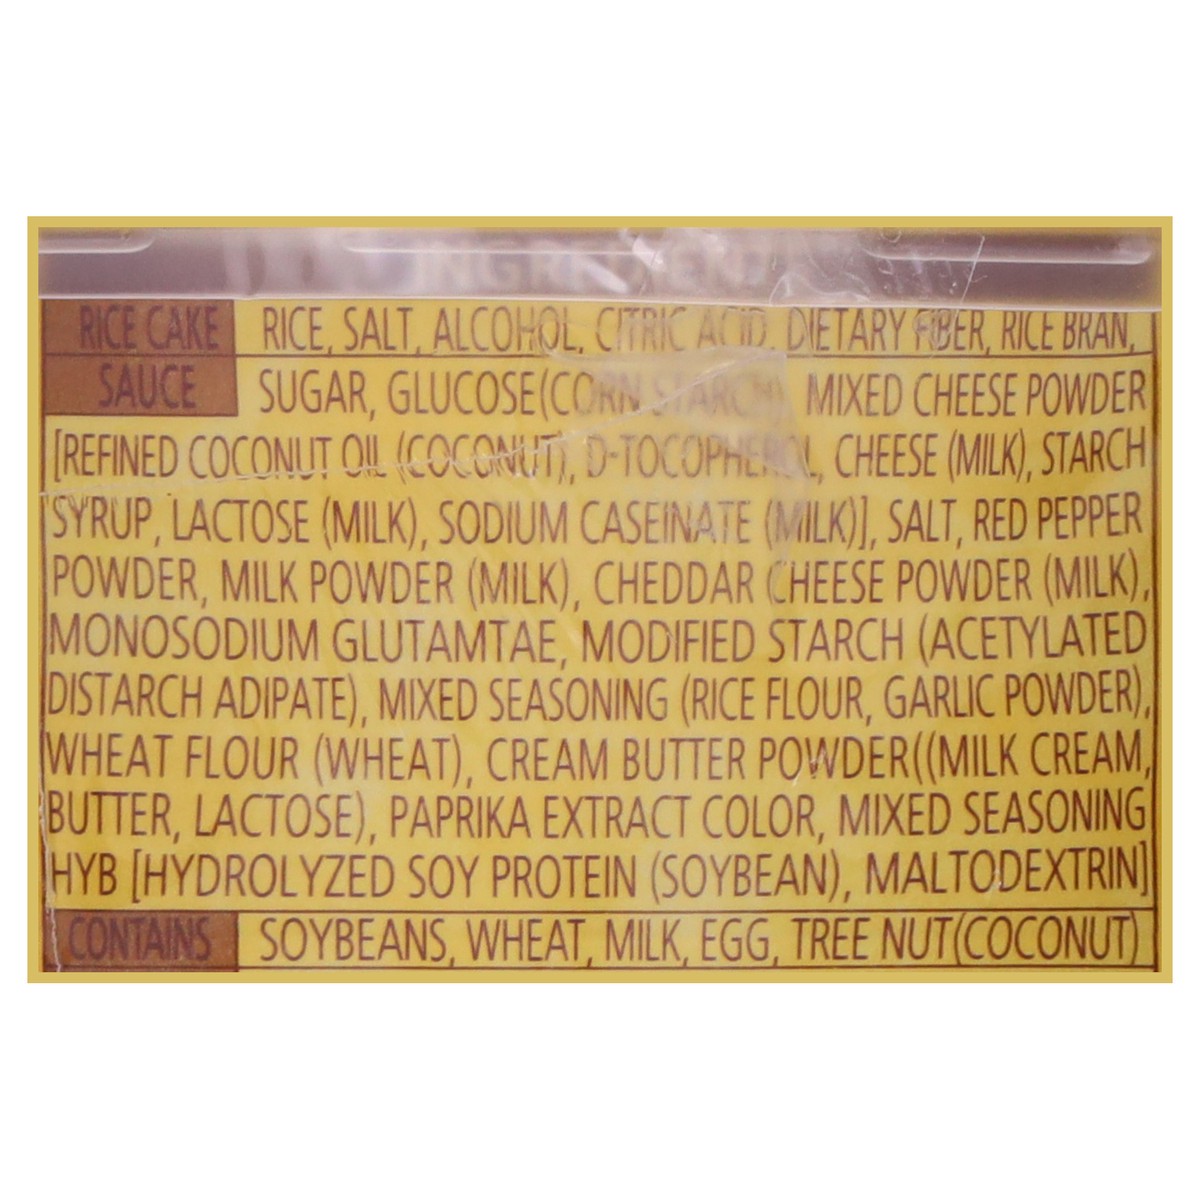 INGREDIENTS
RICE CAKE RICE, SALT, ALCOHOL, CITRIC ACID, DIETARY FIBER, RICE BRAN,
SAUCE SUGAR, GLUCOSE(CORN STARCH), MIXED CHEESE POWDER
[REFINED COCONUT OIL (COCONUT), D-TOCOPHEROL, CHEESE (MILK), STARCH
SYRUP, LACTOSE (MILK), SODIUM CASEINATE (MILK)], SALT, RED PEPPER
POWDER, MILK POWDER (MILK), CHEDDAR CHEESE POWDER (MILK),
MONOSODIUM GLUTAMTAE, MODIFIED STARCH (ACETYLATED
DISTARCH ADIPATE), MIXED SEASONING (RICE FLOUR, GARLIC POWDER),
WHEAT FLOUR (WHEAT), CREAM BUTTER POWDER((MILK CREAM,
BUTTER, LACTOSE), PAPRIKA EXTRACT COLOR, MIXED SEASONING
HYB [HYDROLYZED SOY PROTEIN (SOYBEAN), MALTODEXTRIN]
CONTAINS SOYBEANS, WHEAT, MILK, EGG, TREE NUT(COCONUT)